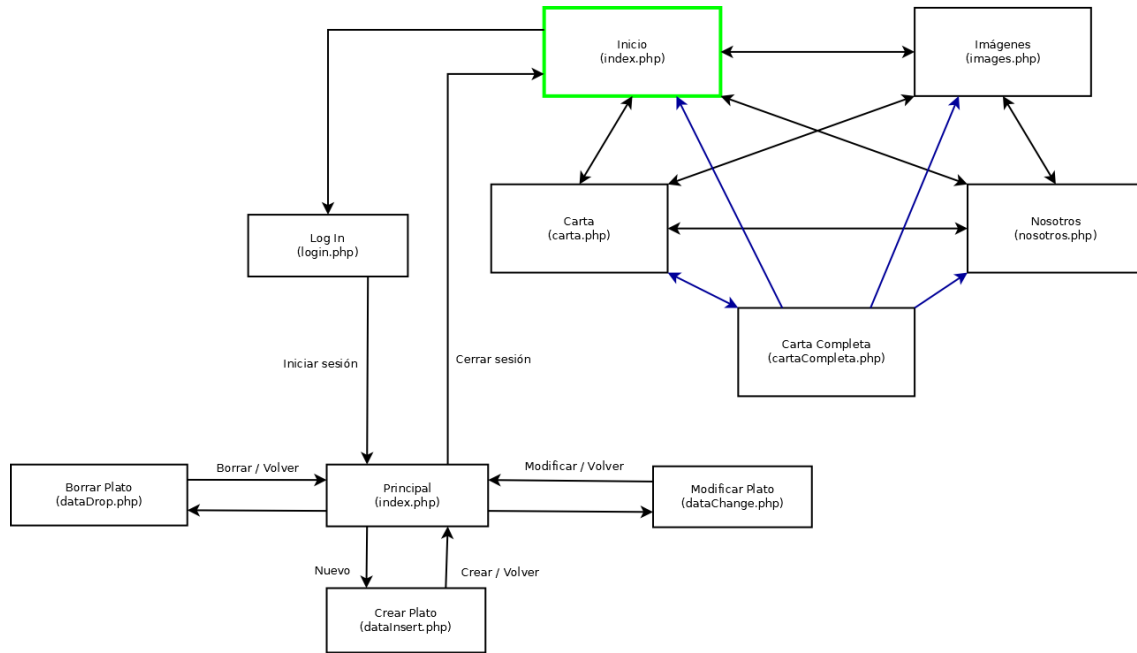 Inicio
(index.php)
Imágenes
(images.php)
Carta
(carta.php)
Nosotros
(nosotros.php)
Log In
(login.php)
Carta Completa
(cartaCompleta.php)
Iniciar sesión
Cerrar sesión
Borrar / Volver
Modificar / Volver
Borrar Plato
(dataDrop.php)
Principal
(index.php)
Modificar Plato
(dataChange.php)
Nuevo
Crear / Volver
Crear Plato
(dataInsert.php)